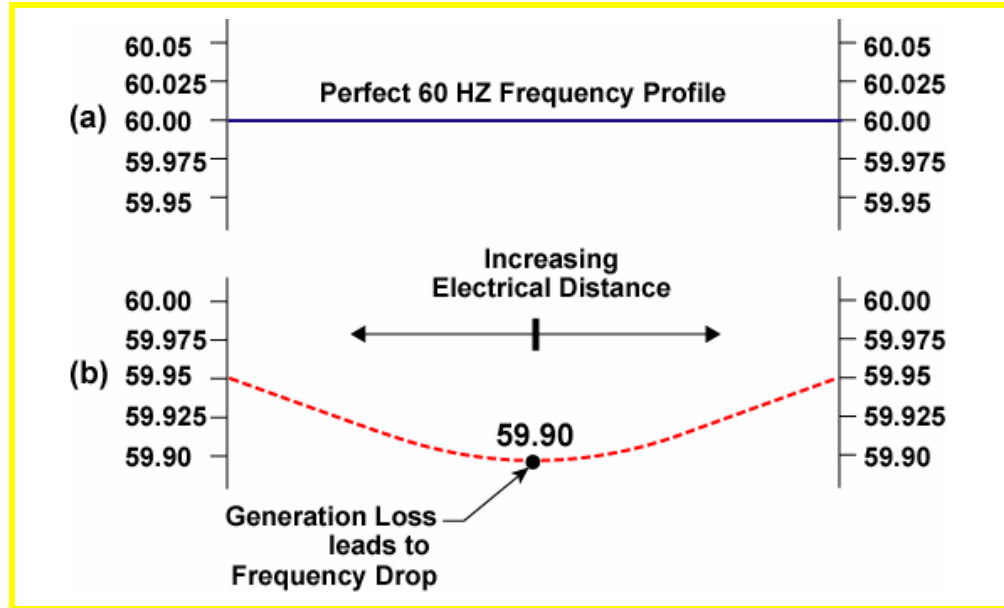 60.05
60.05
60.025
60.025
Perfect 60 HZ Frequency Profile
(a)
60.00
60.00
59.975
59.975
59.95
59.95
Increasing
Electrical Distance
60.00
60.00
59.975
59.975
(b)
59.95
59.95
59.925
59.925
59.90
59.90
59.90
Generation Loss
leads to
Frequency Drop